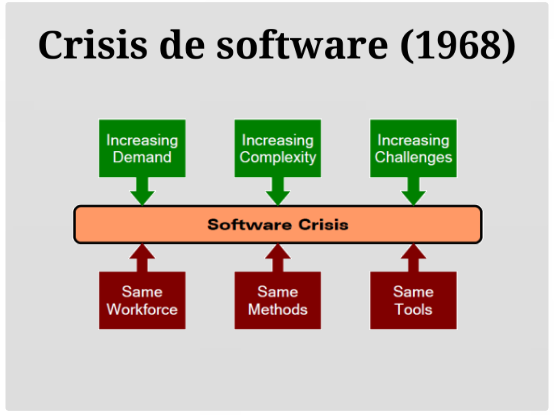 Crisis de software (1968)
Increasing
Demand
Increasing
Complexity
Increasing
Challenges
Software Crisis
Same
Workforce
Same
Methods
Same
Tools